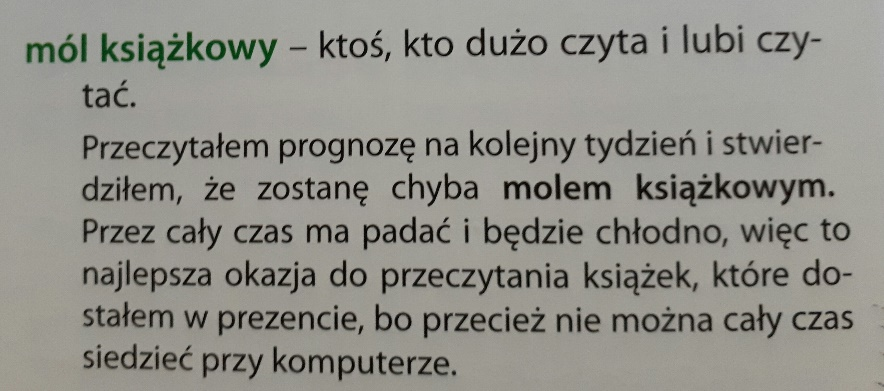 mól książkowy – ktoś, kto dużo czyta i lubi czy-
tać.
Przeczytałem prognozę na kolejny tydzień i stwier-
dziłem, że zostanę chyba molem książkowym.
Przez cały czas ma padać i będzie chłodno, więc to
najlepsza okazja do przeczytania książek, które do-
stałem w prezencie, bo przecież nie można cały czas
siedzieć przy komputerze.